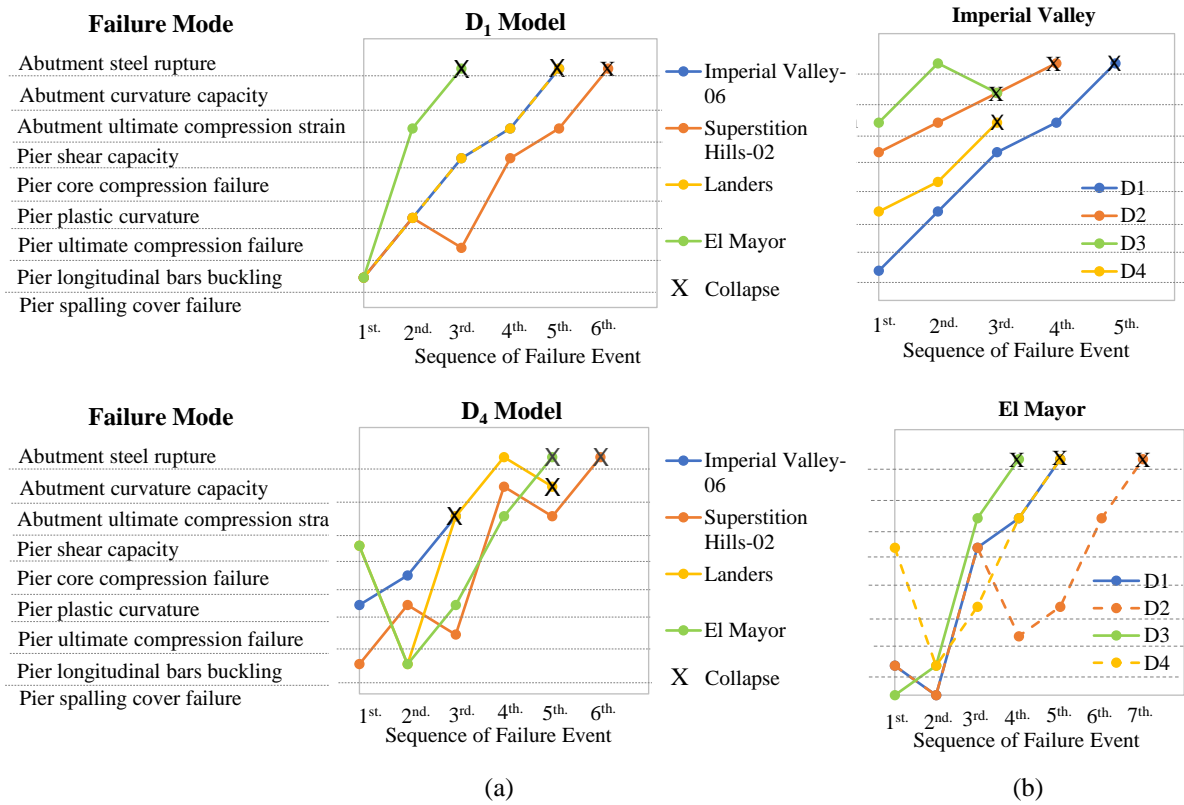 Failure Mode
Abutment steel rupture
Abutment curvature capacity
Abutment ultimate compression strain
Pier shear capacity
Pier core compression failure
Pier plastic curvature
Pier ultimate compression failure
Pier longitudinal bars buckling
Pier spalling cover failure
D1 Model
X X X
1st. 2nd. 3rd. 4th. 5th. 6th.
Sequence of Failure Event
Imperial Valley-
06
Superstition
Hills-02
Landers
El Mayor
X Collapse
Imperial Valley
X X
X
X
D1
D2
D3
D4
1st. 2nd. 3rd. 4th. 5th.
Sequence of Failure Event
Failure Mode
Abutment steel rupture
Abutment curvature capacity
Abutment ultimate compression stra
Pier shear capacity
Pier core compression failure
Pier plastic curvature
Pier ultimate compression failure
Pier longitudinal bars buckling
Pier spalling cover failure
D4 Model
X X
X
X
1st. 2nd. 3rd. 4th. 5th. 6th.
Sequence of Failure Event
Imperial Valley-
06
Superstition
Hills-02
Landers
El Mayor
X Collapse
El Mayor
X X X
D1
D2
D3
D4
1st. 2nd. 3rd. 4th. 5th. 6th. 7th.
Sequence of Failure Event
(a)
(b)